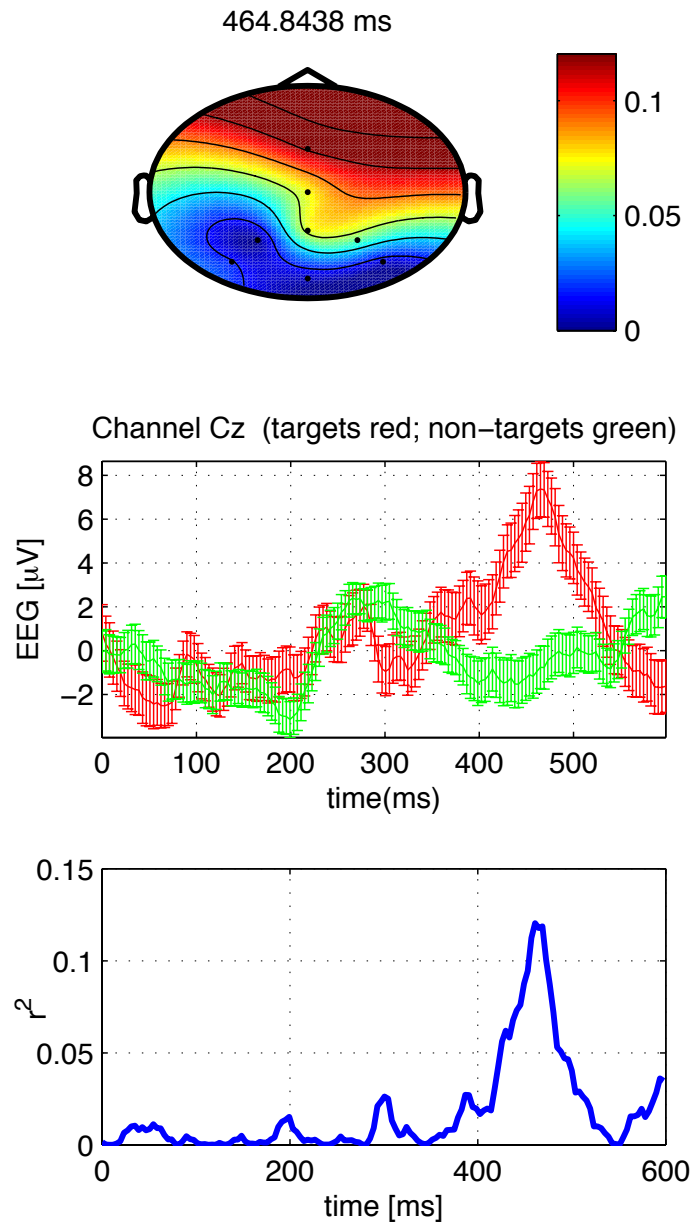 464.8438 ms
0.1
0.05
0
Channel Cz (targets red; non−targets green)
EEG [μV]
8
6
4
2
0
−2
0 100 200 300 400 500
time(ms)
r²
0.15
0.1
0.05
0
0 200 400 600
time [ms]